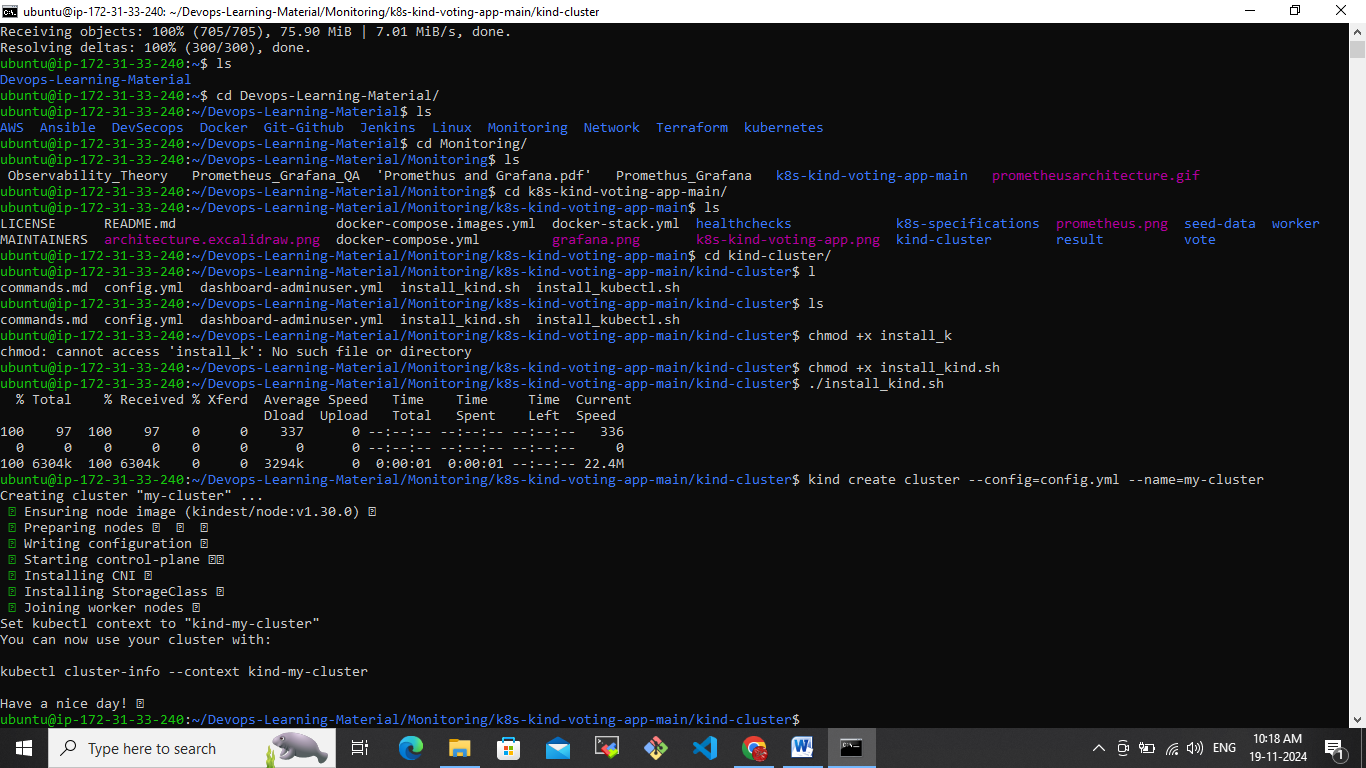 ubuntu@ip-172-31-33-240: ~/Devops-Learning-Material/Monitoring/k8s-kind-voting-app-main/kind-cluster
Receiving objects: 100% (705/705), 75.90 MiB | 7.01 MiB/s, done.
Resolving deltas: 100% (300/300), done.
ubuntu@ip-172-31-33-240:~$ ls
Devops-Learning-Material
ubuntu@ip-172-31-33-240:~$ cd Devops-Learning-Material/
ubuntu@ip-172-31-33-240:~/Devops-Learning-Material$ ls
AWS  Ansible  DevSecops  Docker  Git-Github  Jenkins  Linux  Monitoring  Network  Terraform  kubernetes
ubuntu@ip-172-31-33-240:~/Devops-Learning-Material$ cd Monitoring/
ubuntu@ip-172-31-33-240:~/Devops-Learning-Material/Monitoring$ ls
 Observability_Theory   Prometheus_Grafana_QA  'Promethus and Grafana.pdf'   Promethus_Grafana   k8s-kind-voting-app-main   prometheusarchitecture.gif
ubuntu@ip-172-31-33-240:~/Devops-Learning-Material/Monitoring$ cd k8s-kind-voting-app-main/
ubuntu@ip-172-31-33-240:~/Devops-Learning-Material/Monitoring/k8s-kind-voting-app-main$ ls
LICENSE      README.md                    docker-compose.images.yml  docker-stack.yml  healthchecks             k8s-specifications  prometheus.png  seed-data  worker
MAINTAINERS  architecture.excalidraw.png  docker-compose.yml         grafana.png       k8s-kind-voting-app.png  kind-cluster        result          vote
ubuntu@ip-172-31-33-240:~/Devops-Learning-Material/Monitoring/k8s-kind-voting-app-main$ cd kind-cluster/
ubuntu@ip-172-31-33-240:~/Devops-Learning-Material/Monitoring/k8s-kind-voting-app-main/kind-cluster$ l
commands.md  config.yml  dashboard-adminuser.yml  install_kind.sh  install_kubectl.sh
ubuntu@ip-172-31-33-240:~/Devops-Learning-Material/Monitoring/k8s-kind-voting-app-main/kind-cluster$ ls
commands.md  config.yml  dashboard-adminuser.yml  install_kind.sh  install_kubectl.sh
ubuntu@ip-172-31-33-240:~/Devops-Learning-Material/Monitoring/k8s-kind-voting-app-main/kind-cluster$ chmod +x install_k
chmod: cannot access 'install_k': No such file or directory
ubuntu@ip-172-31-33-240:~/Devops-Learning-Material/Monitoring/k8s-kind-voting-app-main/kind-cluster$ chmod +x install_kind.sh
ubuntu@ip-172-31-33-240:~/Devops-Learning-Material/Monitoring/k8s-kind-voting-app-main/kind-cluster$ ./install_kind.sh
  % Total    % Received % Xferd  Average Speed   Time    Time     Time  Current
                                 Dload  Upload   Total   Spent    Left  Speed
100    97  100    97    0     0    337      0 --:--:-- --:--:-- --:--:--   336
  0     0    0     0    0     0      0      0 --:--:-- --:--:-- --:--:--     0
100 6304k  100 6304k    0     0  3294k      0  0:00:01  0:00:01 --:--:-- 22.4M
ubuntu@ip-172-31-33-240:~/Devops-Learning-Material/Monitoring/k8s-kind-voting-app-main/kind-cluster$ kind create cluster --config=config.yml --name=my-cluster
Creating cluster "my-cluster" ...
Ensuring node image (kindest/node:v1.30.0)
Preparing nodes
Writing configuration
Starting control-plane
Installing CNI
Installing StorageClass
Joining worker nodes
Set kubectl context to "kind-my-cluster"
You can now use your cluster with:
kubectl cluster-info --context kind-my-cluster
Have a nice day!
ubuntu@ip-172-31-33-240:~/Devops-Learning-Material/Monitoring/k8s-kind-voting-app-main/kind-cluster$
Type here to search
ENG
10:18 AM
19-11-2024
1